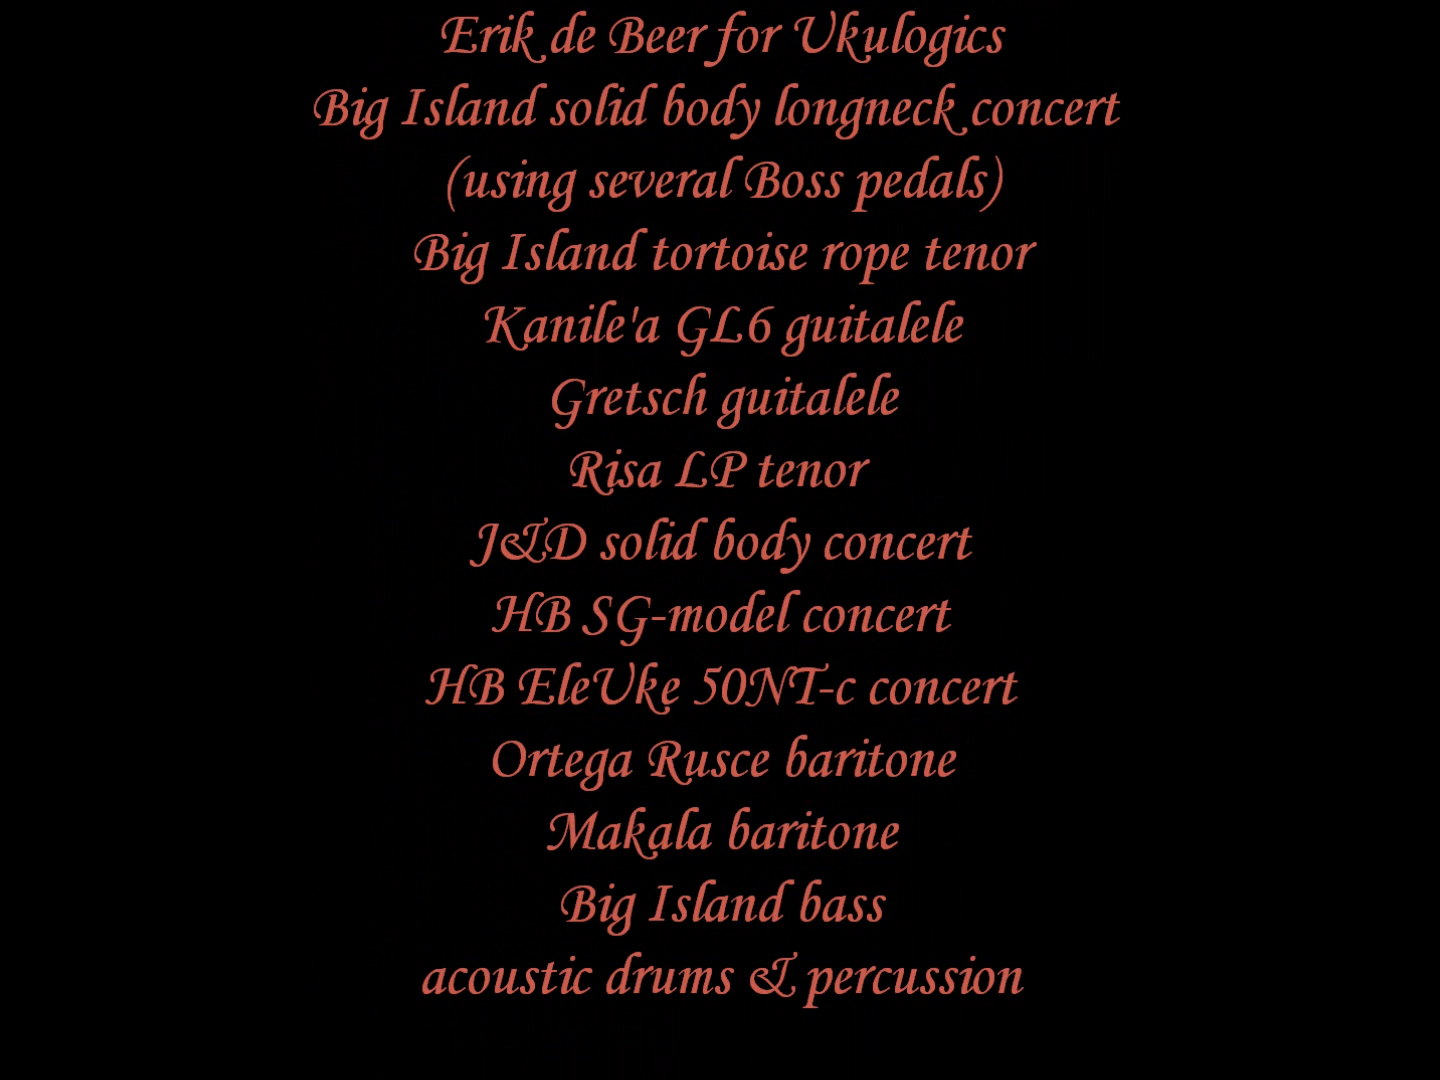 Erik de Beer for Ukulogics
Big Island solid body longneck concert
(using several Boss pedals)
Big Island tortoise rope tenor
Kanile'a GL6 guitalele
Gretsch guitalele
Risa LP tenor
J&D solid body concert
HB SG-model concert
HB EleUke 50NT-c concert
Ortega Rusce baritone
Makala baritone
Big Island bass
acoustic drums & percussion